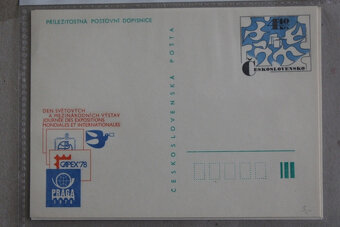 PŘÍLEŽITOSTNÁ POŠTOVNÍ DOPISNICE
ČESKOSLOVENSKO
ČESKOSLOVENSKÁ POŠTA
DEN SVĚTOVÝCH
A MEZINÁRODNÍCH VÝSTAV
JOURNÉE DES EXPOSITIONS
MONDIALES ET INTERNATIONALES
CAPEX '78
PRAGA
1978